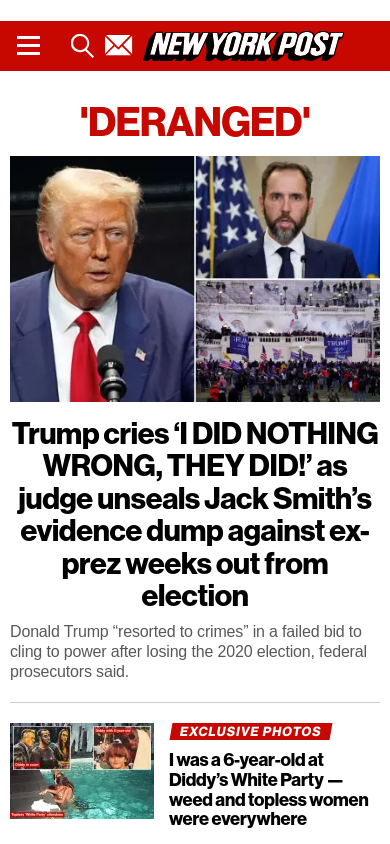 NEW YORK POST
'DERANGED'
TRUMP
TRUMP
Trump cries ‘I DID NOTHING
WRONG, THEY DID!’ as
judge unseals Jack Smith’s
evidence dump against ex-
prez weeks out from
election
Donald Trump “resorted to crimes” in a failed bid to
cling to power after losing the 2020 election, federal
prosecutors said.
EXCLUSIVE PHOTOS
I was a 6-year-old at
Diddy’s White Party —
weed and topless women
were everywhere